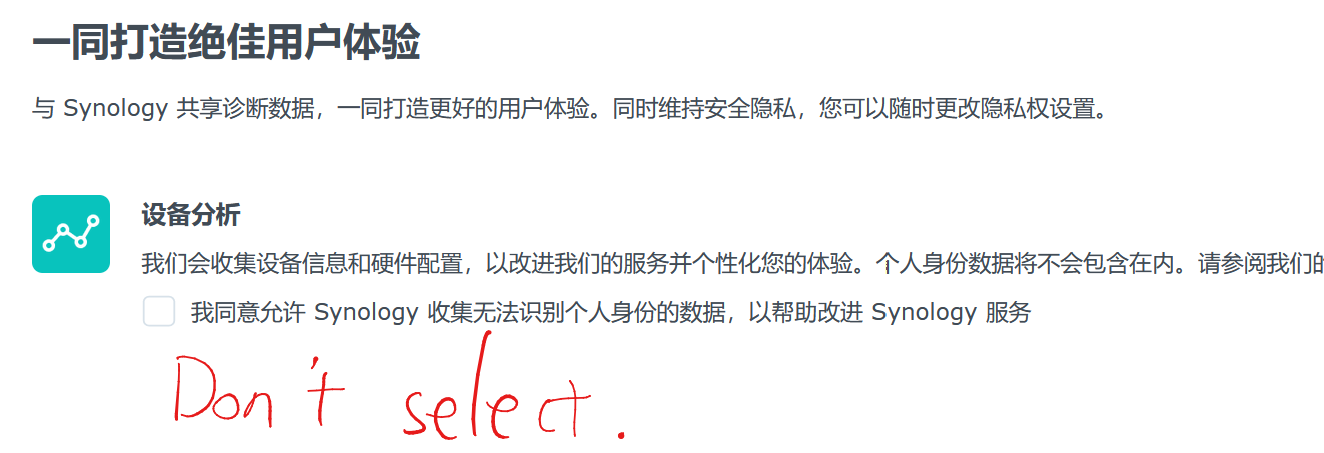 一同打造绝佳用户体验
与 Synology 共享诊断数据，一同打造更好的用户体验。同时维持安全隐私，您可以随时更改隐私权设置。
设备分析
我们会收集设备信息和硬件配置，以改进我们的服务并个性化您的体验。个人身份数据将不会包含在内。请参阅我们的
我同意允许 Synology 收集无法识别个人身份的数据，以帮助改进 Synology 服务
Don't select.